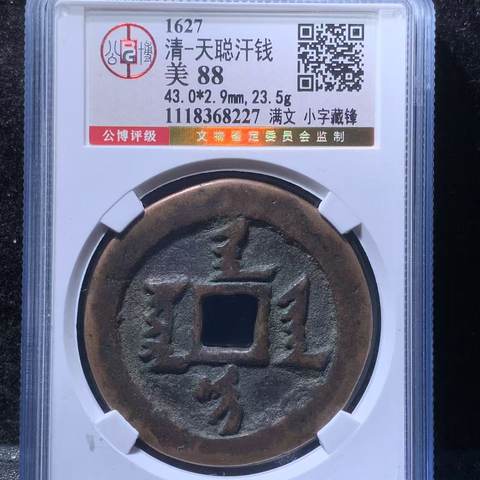 1627
清-天聪汗钱
美 88
43.0*2.9mm,23.5g
1118368227 满文 小字藏锋
公博评级 文物鉴定委员会监制